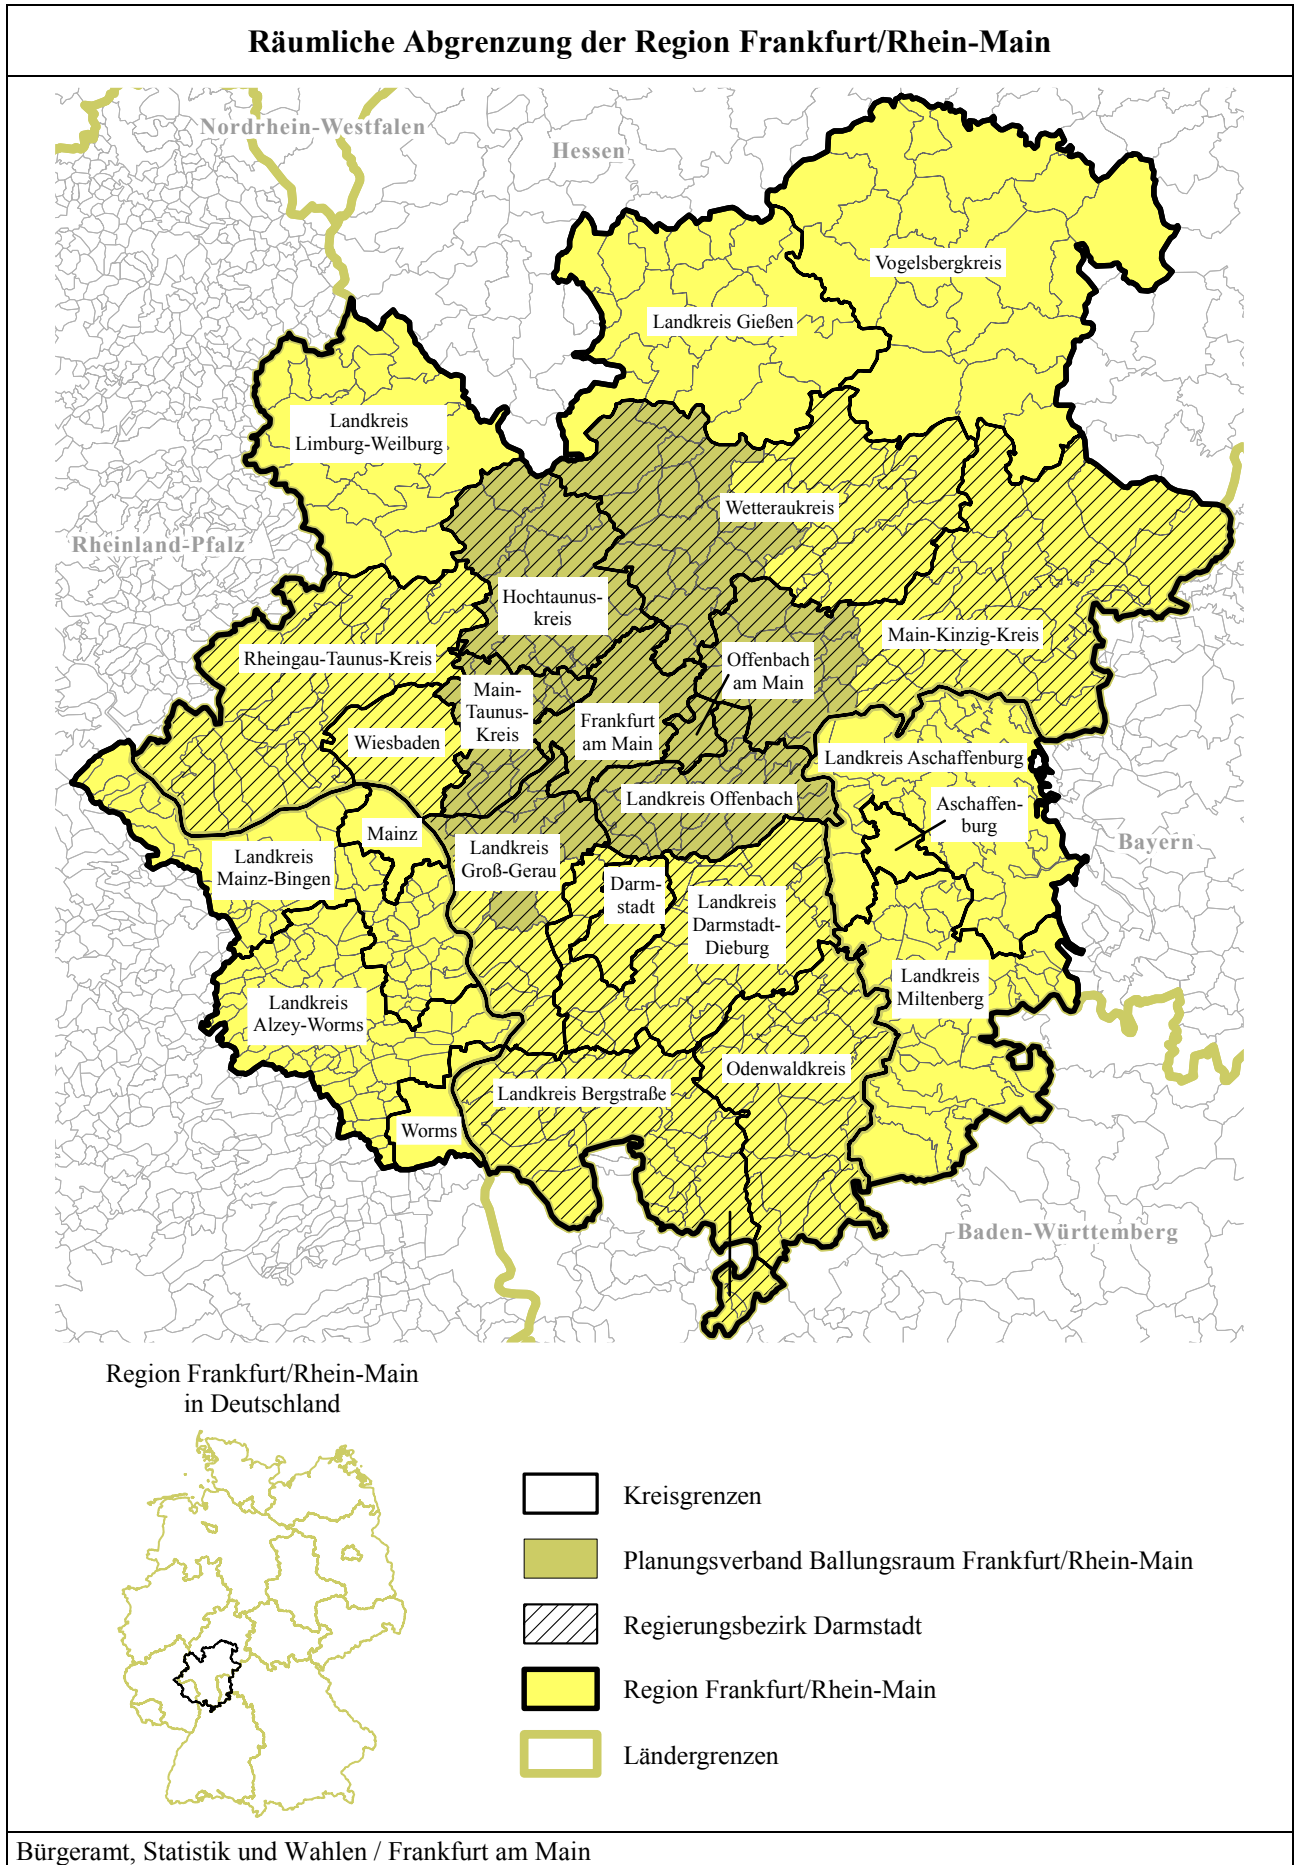 Räumliche Abgrenzung der Region Frankfurt/Rhein-Main
Nordrhein-Westfalen
Hessen
Vogelsbergkreis
Landkreis Gießen
Landkreis
Limburg-Weilburg
Wetteraukreis
Rheinland-Pfalz
Hochtaunus-
kreis
Main-Kinzig-Kreis
Rheingau-Taunus-Kreis
Offenbach
am Main
Main-
Taunus-
Kreis
Frankfurt
am Main
Wiesbaden
Landkreis Aschaffenburg
Landkreis Offenbach
Aschaffen-
burg
Mainz
Bayern
Landkreis
Mainz-Bingen
Landkreis
Groß-Gerau
Darm-
stadt
Landkreis
Darmstadt-
Dieburg
Landkreis
Miltenberg
Landkreis
Alzey-Worms
Odenwaldkreis
Landkreis Bergstraße
Worms
Baden-Württemberg
Region Frankfurt/Rhein-Main
in Deutschland
Kreisgrenzen
Planungsverband Ballungsraum Frankfurt/Rhein-Main
Regierungsbezirk Darmstadt
Region Frankfurt/Rhein-Main
Ländergrenzen
Bürgeramt, Statistik und Wahlen / Frankfurt am Main